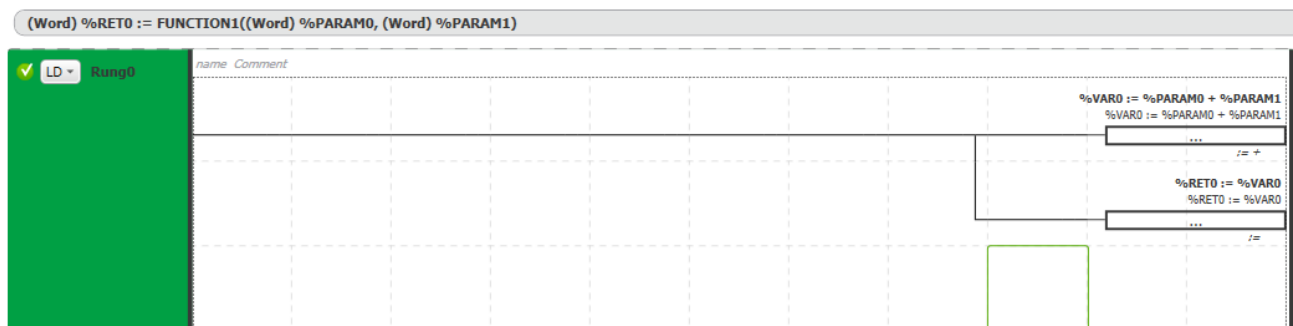 (Word) %RET0 := FUNCTION1((Word) %PARAM0, (Word) %PARAM1)
LD Rung0
name Comment
%VAR0 := %PARAM0 + %PARAM1
%VAR0 := %PARAM0 + %PARAM1
...
:= +
%RET0 := %VAR0
%RET0 := %VAR0
...
:=